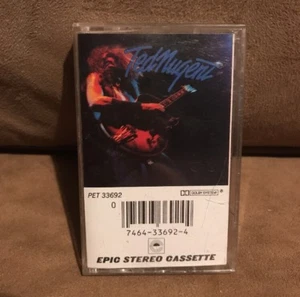 Ted Nugent
PET 33692
DOLBY SYSTEM
0
7464-33692-4
EPIC STEREO CASSETTE